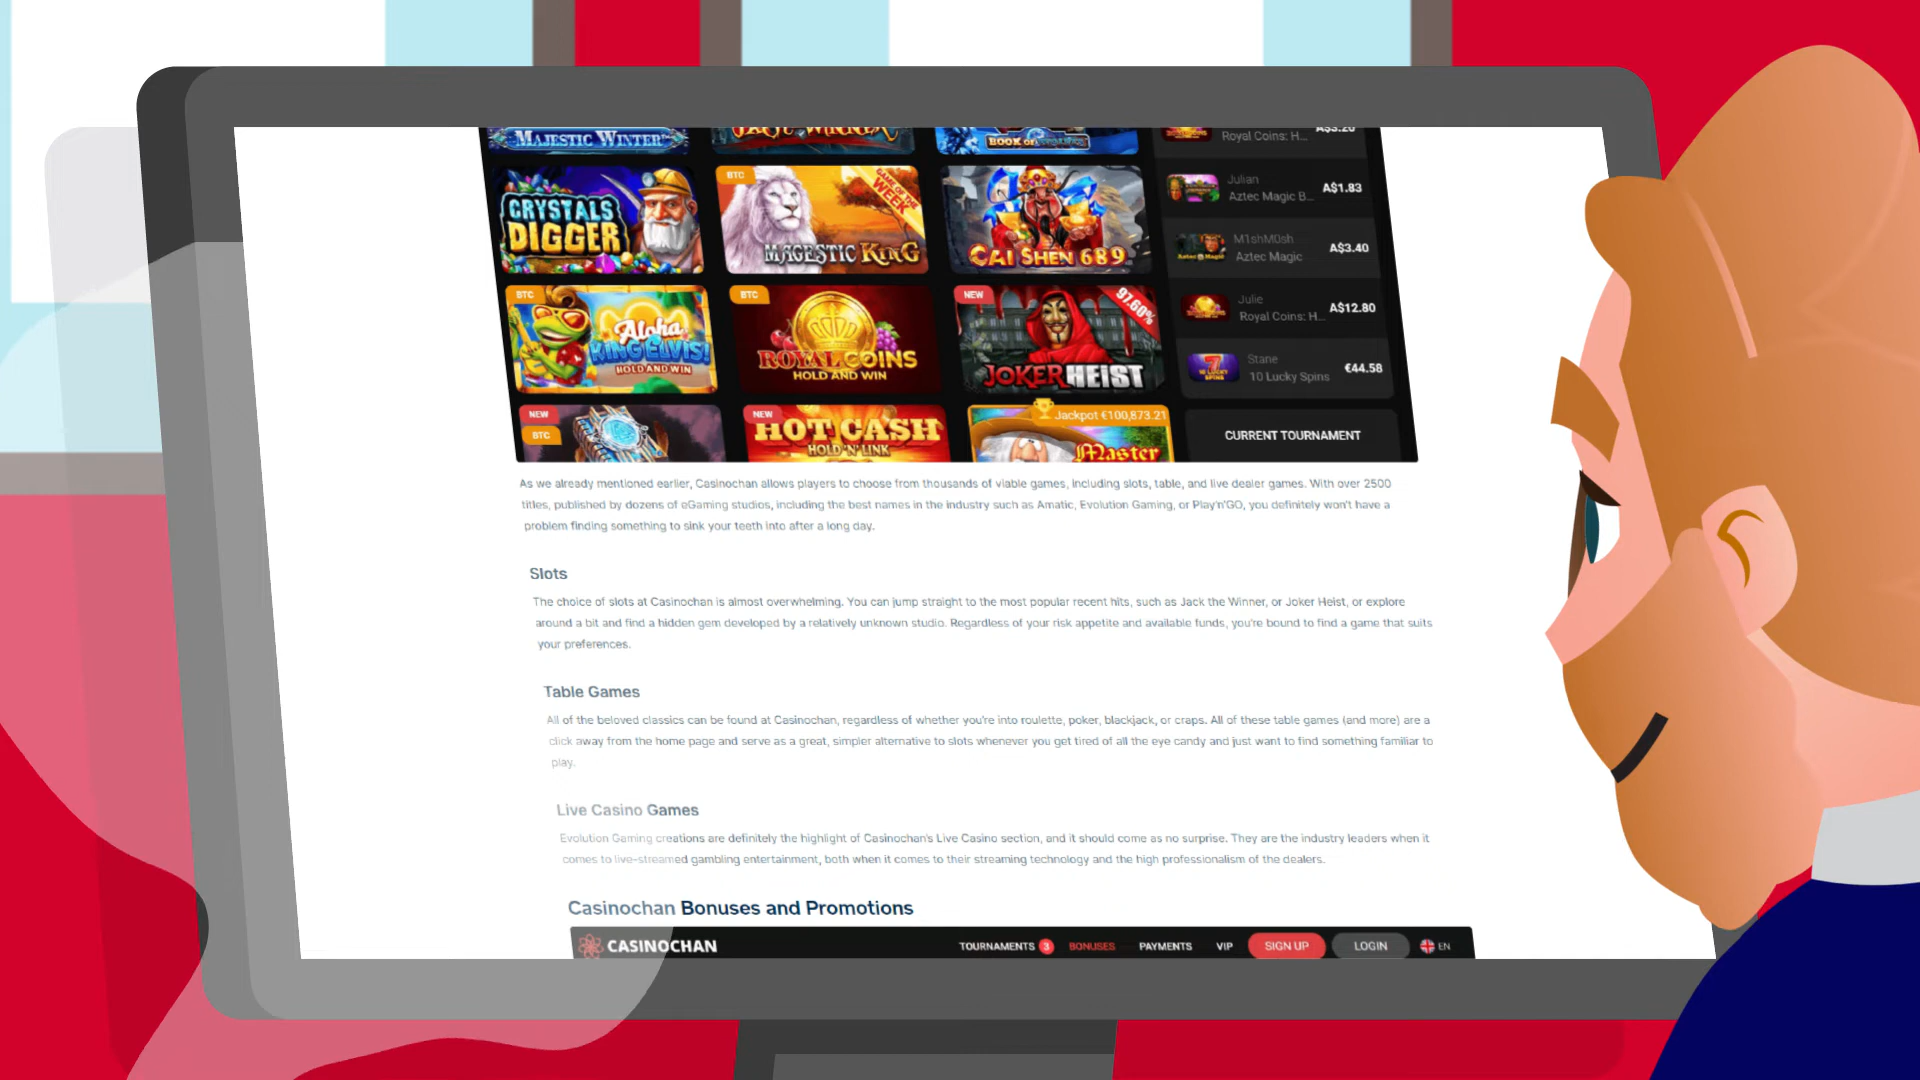 MAJESTIC WINTER
BOOK OF
Royal Coins: H...
A$3.20
CRYSTALS DIGGER
BTC
GAME OF THE WEEK
MAGESTIC KING
CAI SHEN 689
Julian
Aztec Magic B...
A$1.83
M1shM0sh
Aztec Magic
A$3.40
BTC
Aloha KING ELVIS!
HOLD AND WIN
BTC
ROYAL COINS
HOLD AND WIN
NEW
97.60%
JOKER HEIST
Julie
Royal Coins: H...
A$12.80
Stane
10 Lucky Spins
€44.58
NEW
BTC
NEW
HOT CASH
HOLD 'N' LINK
Jackpot €100,873.21
Master
CURRENT TOURNAMENT
As we already mentioned earlier, Casinochan allows players to choose from thousands of viable games, including slots, table, and live dealer games. With over 2500
titles, published by dozens of eGaming studios, including the best names in the industry such as Amatic, Evolution Gaming, or Play'n'GO, you definitely won't have a
problem finding something to sink your teeth into after a long day.
Slots
The choice of slots at Casinochan is almost overwhelming. You can jump straight to the most popular recent hits, such as Jack the Winner, or Joker Heist, or explore
around a bit and find a hidden gem developed by a relatively unknown studio. Regardless of your risk appetite and available funds, you're bound to find a game that suits
your preferences.
Table Games
All of the beloved classics can be found at Casinochan, regardless of whether you're into roulette, poker, blackjack, or craps. All of these table games (and more) are a
click away from the home page and serve as a great, simpler alternative to slots whenever you get tired of all the eye candy and just want to find something familiar to
play.
Live Casino Games
Evolution Gaming creations are definitely the highlight of Casinochan's Live Casino section, and it should come as no surprise. They are the industry leaders when it
comes to live-streamed gambling entertainment, both when it comes to their streaming technology and the high professionalism of the dealers.
Casinochan Bonuses and Promotions
CASINOCHAN
TOURNAMENTS 3 BONUSES PAYMENTS VIP SIGN UP LOGIN EN